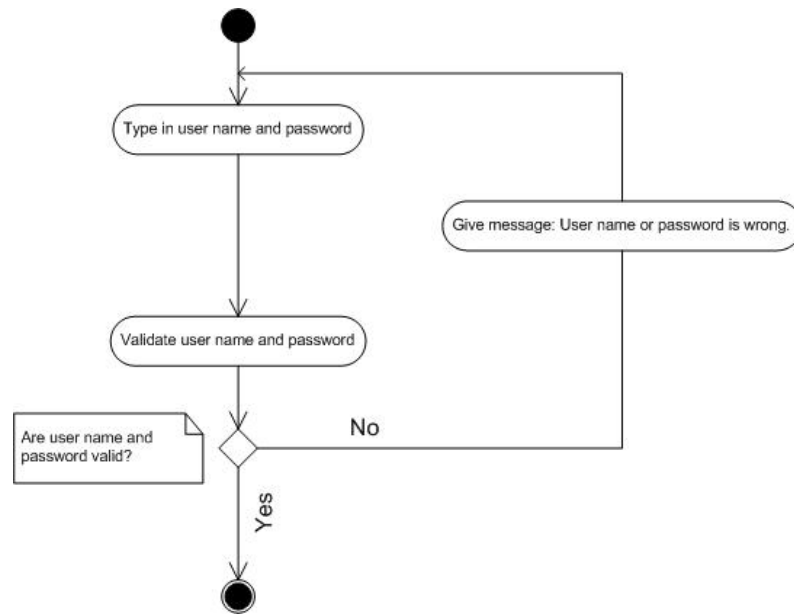 Type in user name and password
Give message: User name or password is wrong.
Validate user name and password
Are user name and
password valid?
No
Yes